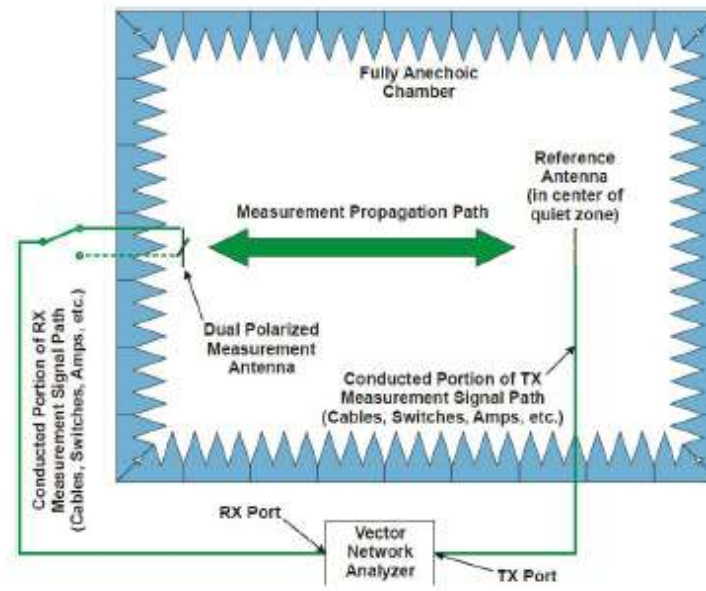 Fully Anechoic
Chamber
Reference
Antenna
(in center of
quiet zone)
Measurement Propagation Path
Dual Polarized
Measurement
Antenna
Conducted Portion of RX
Measurement Signal Path
(Cables, Switches, Amps, etc.)
Conducted Portion of TX
Measurement Signal Path
(Cables, Switches, Amps, etc.)
RX Port
Vector
Network
Analyzer
TX Port